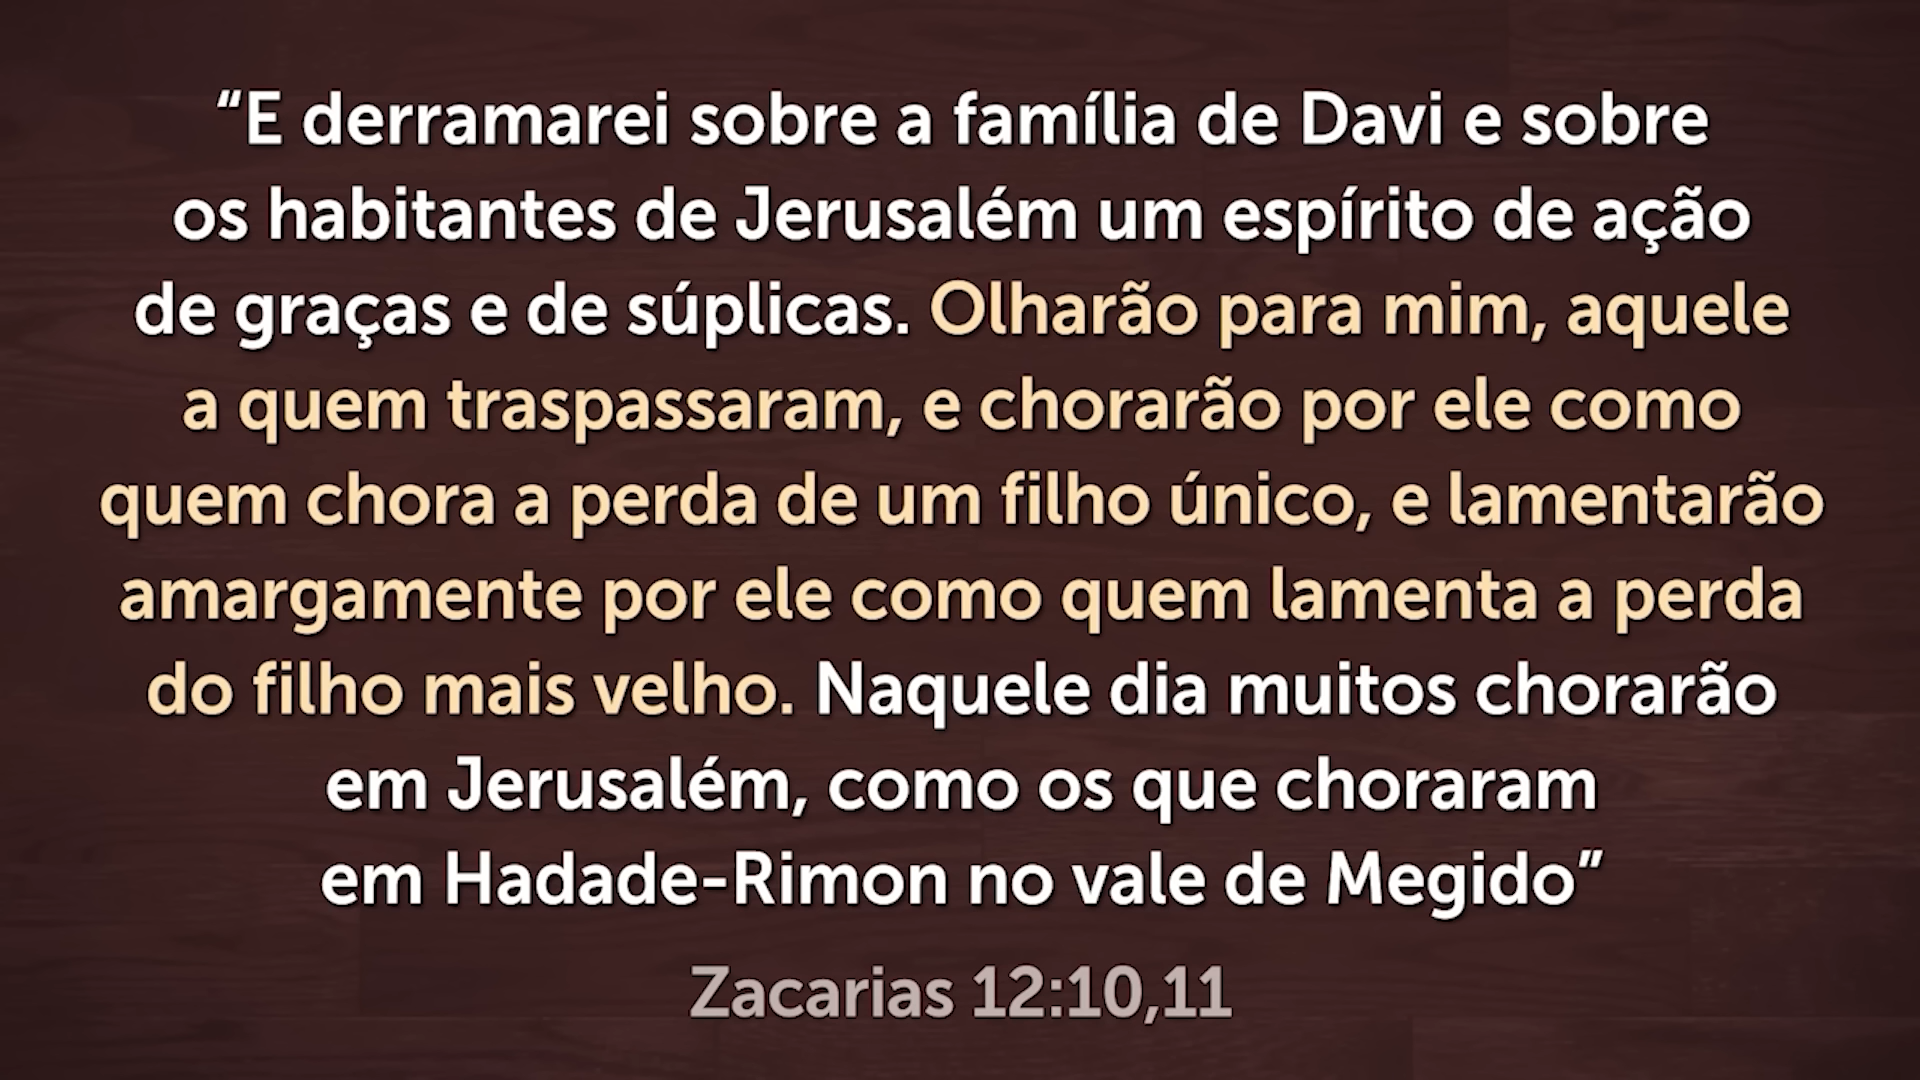 “E derramarei sobre a família de Davi e sobre
os habitantes de Jerusalém um espírito de ação
de graças e de súplicas. Olharão para mim, aquele
a quem traspassaram, e chorarão por ele como
quem chora a perda de um filho único, e lamentarão
amargamente por ele como quem lamenta a perda
do filho mais velho. Naquele dia muitos chorarão
em Jerusalém, como os que choraram
em Hadade-Rimon no vale de Megido”
Zacarias 12:10,11